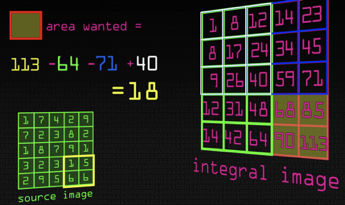 area wanted =
113 -64 -71 +40
=18
1 7 4 2 9
7 2 3 8 2
1 8 7 9 1
3 2 3 1 5
2 9 5 6 6
source image
1 8 12 14 23
8 17 24 34 45
9 26 40 59 71
12 31 48 68 85
14 42 64 90 113
integral image